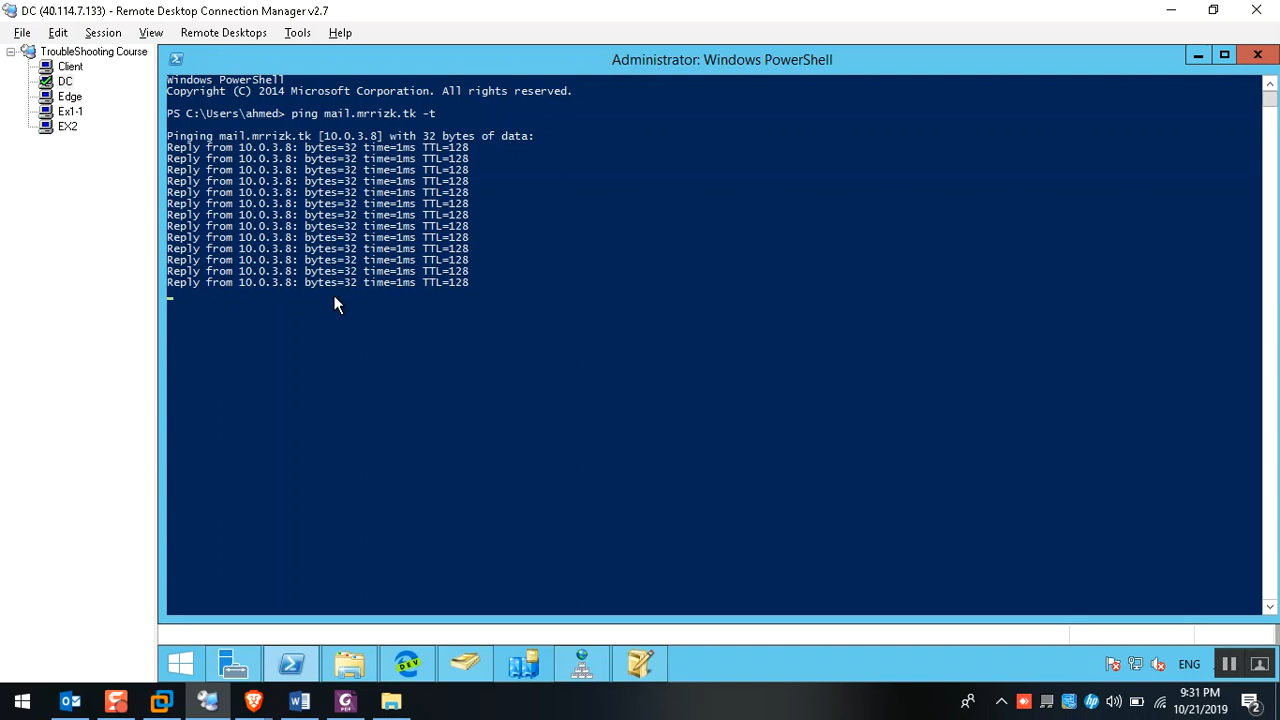 DC (40.114.7.133) - Remote Desktop Connection Manager v2.7
File Edit Session View Remote Desktops Tools Help
TroubleShooting Course
Client
DC
Edge
Ex1-1
EX2
Administrator: Windows PowerShell
Windows PowerShell
Copyright (C) 2014 Microsoft Corporation. All rights reserved.
PS C:\Users\ahmed> ping mail.mrrizk.tk -t
Pinging mail.mrrizk.tk [10.0.3.8] with 32 bytes of data:
Reply from 10.0.3.8: bytes=32 time=1ms TTL=128
Reply from 10.0.3.8: bytes=32 time=1ms TTL=128
Reply from 10.0.3.8: bytes=32 time=1ms TTL=128
Reply from 10.0.3.8: bytes=32 time=1ms TTL=128
Reply from 10.0.3.8: bytes=32 time=1ms TTL=128
Reply from 10.0.3.8: bytes=32 time=1ms TTL=128
Reply from 10.0.3.8: bytes=32 time=1ms TTL=128
Reply from 10.0.3.8: bytes=32 time=1ms TTL=128
Reply from 10.0.3.8: bytes=32 time=1ms TTL=128
Reply from 10.0.3.8: bytes=32 time=1ms TTL=128
Reply from 10.0.3.8: bytes=32 time=1ms TTL=128
Reply from 10.0.3.8: bytes=32 time=1ms TTL=128
Reply from 10.0.3.8: bytes=32 time=1ms TTL=128
DEV
ENG
9:31 PM
10/21/2019
2